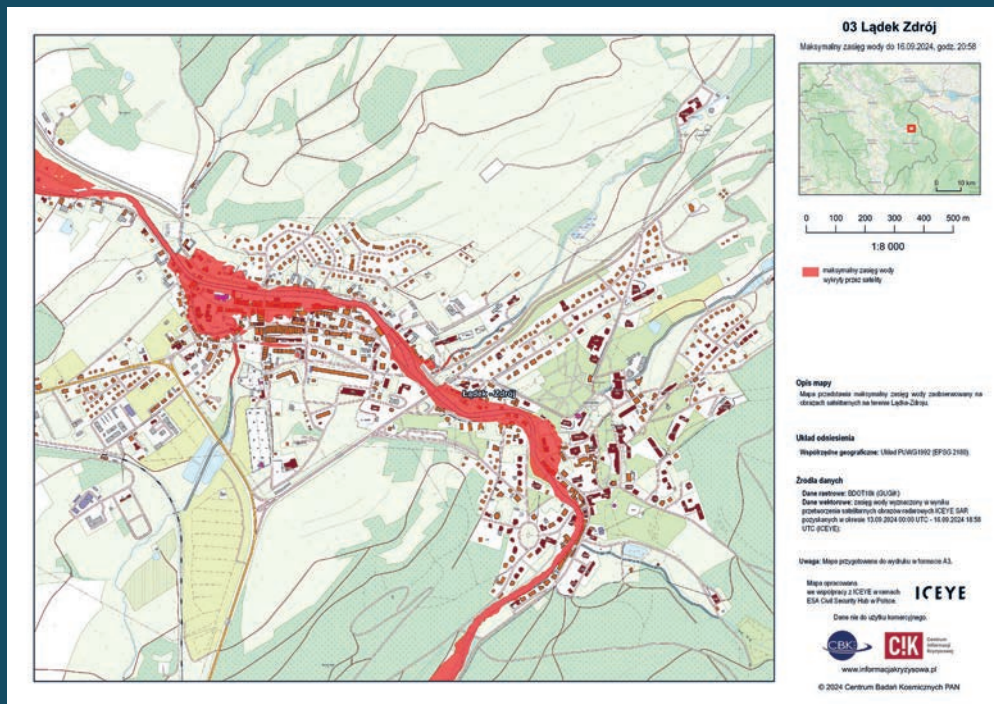 03 Lądek Zdrój
Maksymalny zasięg wody do 16.09.2024, godz. 20:58
0 10 km
0 100 200 300 400 500 m
1:8 000
maksymalny zasięg wody
wykryty przez satelity
Lądek - Zdrój
Opis mapy
Mapa przedstawia maksymalny zasięg wody zaobserwowany na
obrazach satelitarnych na terenie Lądka-Zdroju.
Układ odniesienia
Współrzędne geograficzne: Układ PUWG1992 (EPSG 2180).
Źródła danych
Dane rastrowe: BDOT10k (GUGiK)
Dane wektorowe: zasięg wody wyznaczony w wyniku
przetworzenia satelitarnych obrazów radarowych ICEYE SAR
pozyskanych w okresie 13.09.2024 00:00 UTC - 16.09.2024 18:58
UTC (ICEYE);
Uwaga: Mapa przygotowana do wydruku w formacie A3.
Mapa opracowana
we współpracy z ICEYE w ramach
ESA Civil Security Hub w Polsce.
ICEYE
Dane nie do użytku komercyjnego.
CBK
C!K
Centrum
Informacji
Kryzysowej
www.informacjakryzysowa.pl
© 2024 Centrum Badań Kosmicznych PAN